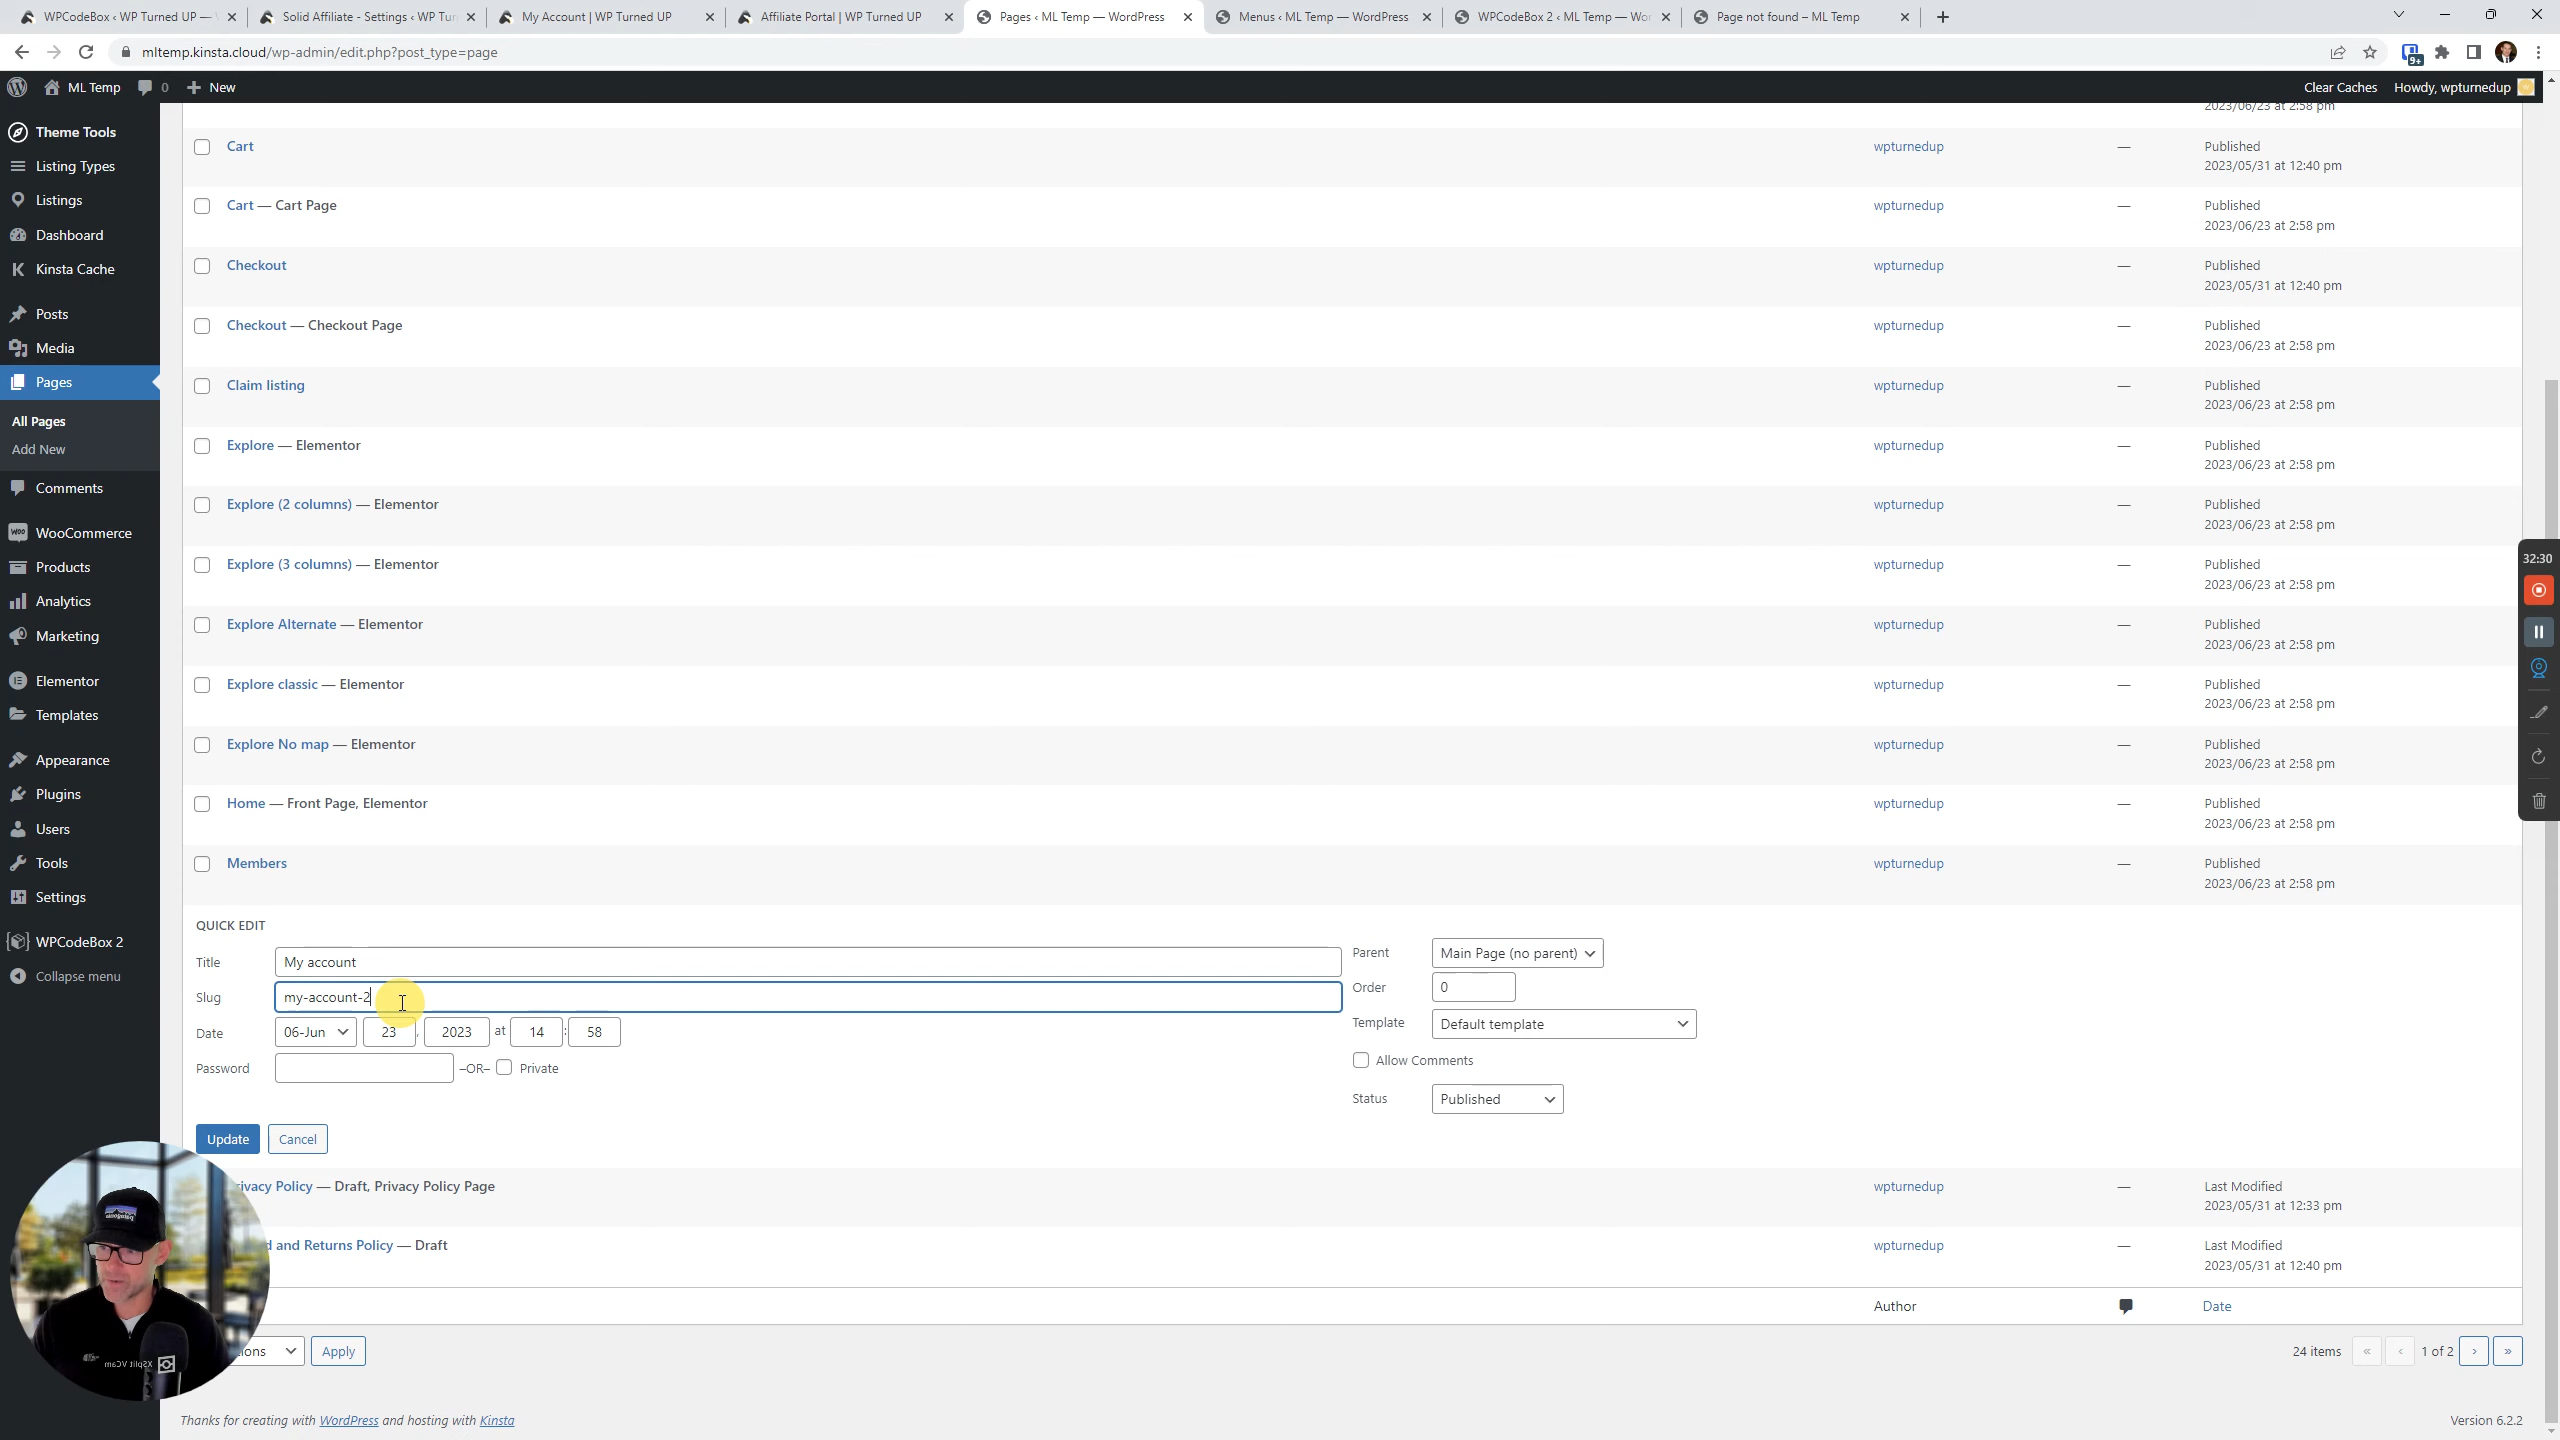 WPCodeBox ‹ WP Turned UP —
Solid Affiliate - Settings ‹ WP Tur
My Account | WP Turned UP
Affiliate Portal | WP Turned UP
Pages ‹ ML Temp — WordPress
Menus ‹ ML Temp — WordPress
WPCodeBox 2 ‹ ML Temp — Wor
Page not found – ML Temp
mltemp.kinsta.cloud/wp-admin/edit.php?post_type=page
9+
ML Temp
0
New
Clear Caches
Howdy, wpturnedup
Theme Tools
Listing Types
Listings
Dashboard
Kinsta Cache
Posts
Media
Pages
All Pages
Add New
Comments
WooCommerce
Products
Analytics
Marketing
Elementor
Templates
Appearance
Plugins
Users
Tools
Settings
WPCodeBox 2
Collapse menu
2023/06/23 at 2:58 pm
Cart wpturnedup — Published
2023/05/31 at 12:40 pm
Cart — Cart Page wpturnedup — Published
2023/06/23 at 2:58 pm
Checkout wpturnedup — Published
2023/05/31 at 12:40 pm
Checkout — Checkout Page wpturnedup — Published
2023/06/23 at 2:58 pm
Claim listing wpturnedup — Published
2023/06/23 at 2:58 pm
Explore — Elementor wpturnedup — Published
2023/06/23 at 2:58 pm
Explore (2 columns) — Elementor wpturnedup — Published
2023/06/23 at 2:58 pm
Explore (3 columns) — Elementor wpturnedup — Published
2023/06/23 at 2:58 pm
Explore Alternate — Elementor wpturnedup — Published
2023/06/23 at 2:58 pm
Explore classic — Elementor wpturnedup — Published
2023/06/23 at 2:58 pm
Explore No map — Elementor wpturnedup — Published
2023/06/23 at 2:58 pm
Home — Front Page, Elementor wpturnedup — Published
2023/06/23 at 2:58 pm
Members wpturnedup — Published
2023/06/23 at 2:58 pm
QUICK EDIT
Title My account
Slug my-account-2
Date 06-Jun 23 , 2023 at 14 : 58
Password –OR– Private
Parent Main Page (no parent)
Order 0
Template Default template
Allow Comments
Status Published
Update Cancel
ivacy Policy — Draft, Privacy Policy Page wpturnedup — Last Modified
2023/05/31 at 12:33 pm
d and Returns Policy — Draft wpturnedup — Last Modified
2023/05/31 at 12:40 pm
Author Date
ions Apply
24 items « ‹ 1 of 2 › »
Thanks for creating with WordPress and hosting with Kinsta
Version 6.2.2
32:30
XSplit VCam